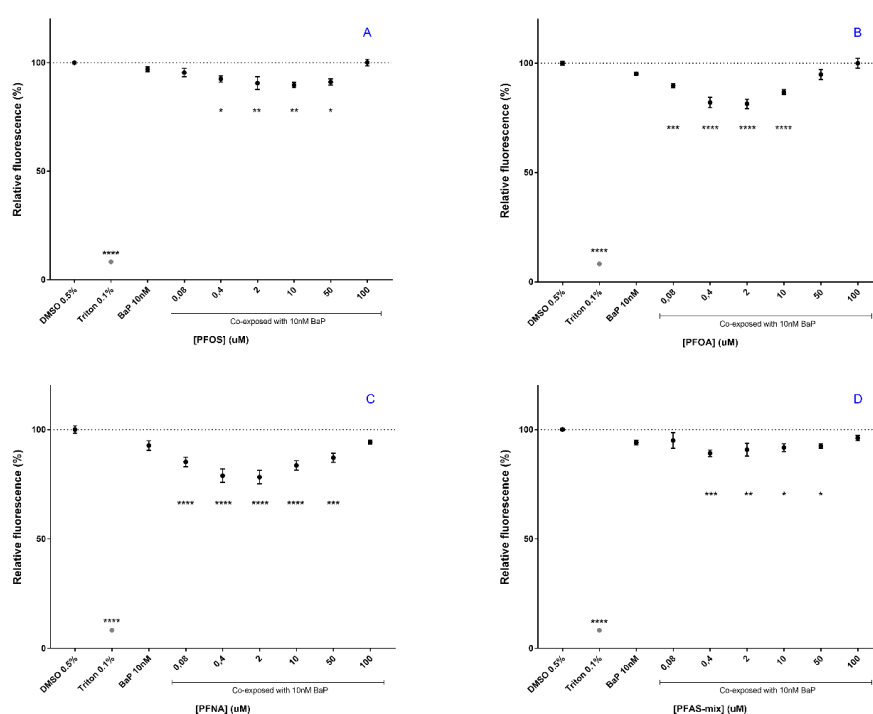 A
Relative fluorescence (%)
100
50
0
****
*
**
**
*
DMSO 0.5%
Triton 0.1%
BaP 10nM
0,08
0,4
2
10
50
100
Co-exposed with 10nM BaP
[PFOS] (uM)
B
Relative fluorescence (%)
100
50
0
****
***
****
****
****
DMSO 0.5%
Triton 0.1%
BaP 10nM
0,08
0,4
2
10
50
100
Co-exposed with 10nM BaP
[PFOA] (uM)
C
Relative fluorescence (%)
100
50
0
****
****
****
****
****
***
DMSO 0.5%
Triton 0.1%
BaP 10nM
0,08
0,4
2
10
50
100
Co-exposed with 10nM BaP
[PFNA] (uM)
D
Relative fluorescence (%)
100
50
0
****
***
**
*
*
DMSO 0.5%
Triton 0.1%
BaP 10nM
0,08
0,4
2
10
50
100
Co-exposed with 10nM BaP
[PFAS-mix] (uM)